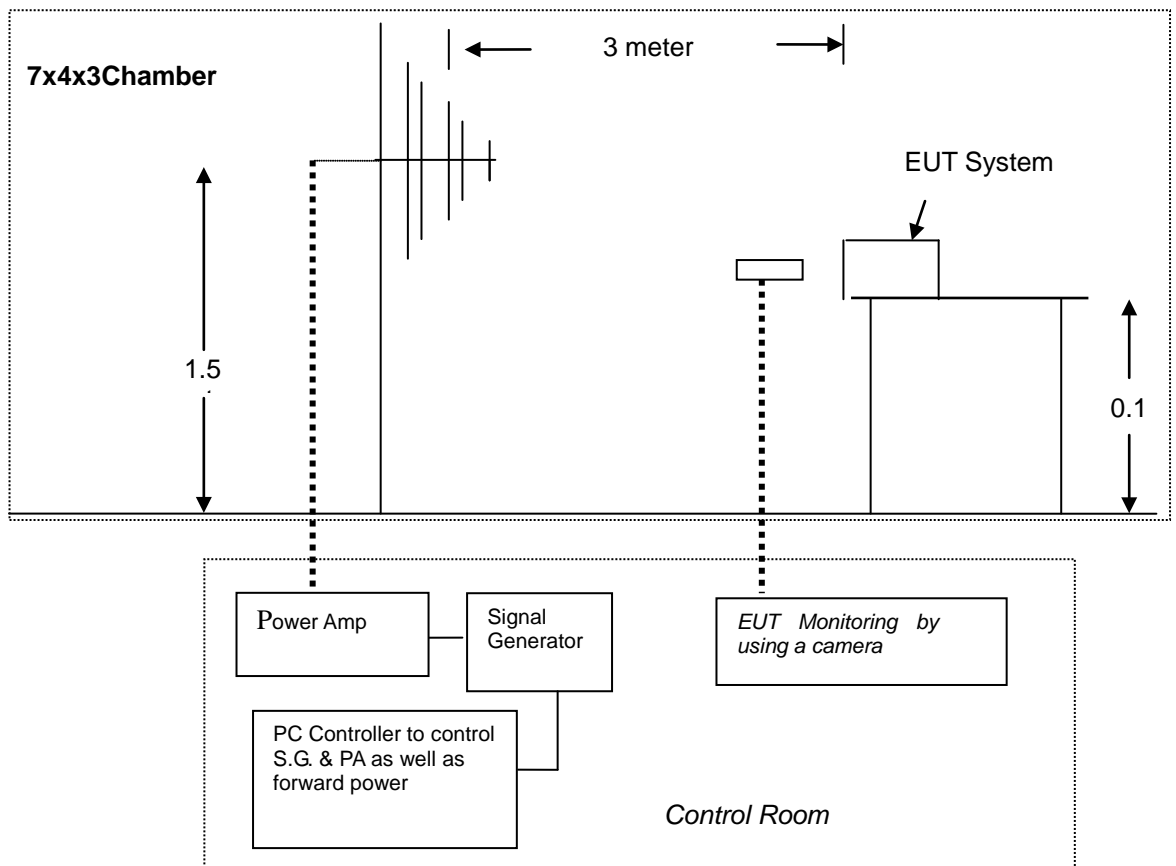 3 meter
7x4x3Chamber
EUT System
1.5
0.1
Power Amp
Signal
Generator
EUT Monitoring by
using a camera
PC Controller to control
S.G. & PA as well as
forward power
Control Room